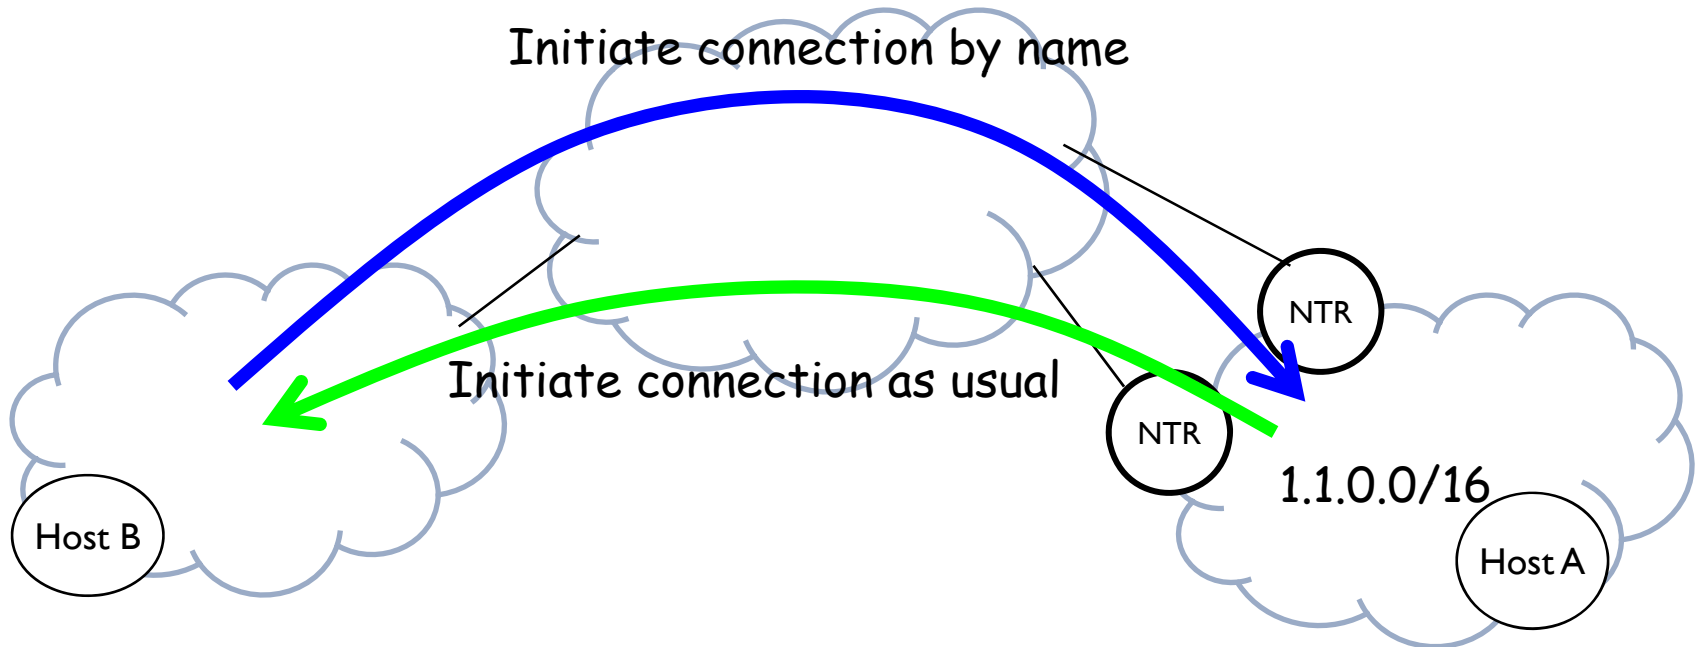 Initiate connection by name
NTR
Initiate connection as usual
NTR
1.1.0.0/16
Host B
Host A